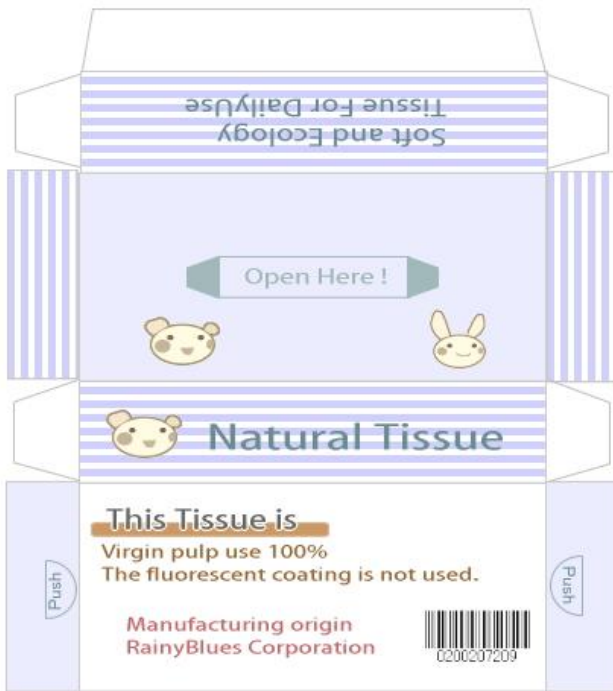 Soft and Ecology
Tissue For DailyUse
Open Here !
Natural Tissue
This Tissue is
Virgin pulp use 100%
The fluorescent coating is not used.
Push
Push
Manufacturing origin
RainyBlues Corporation
0200207209